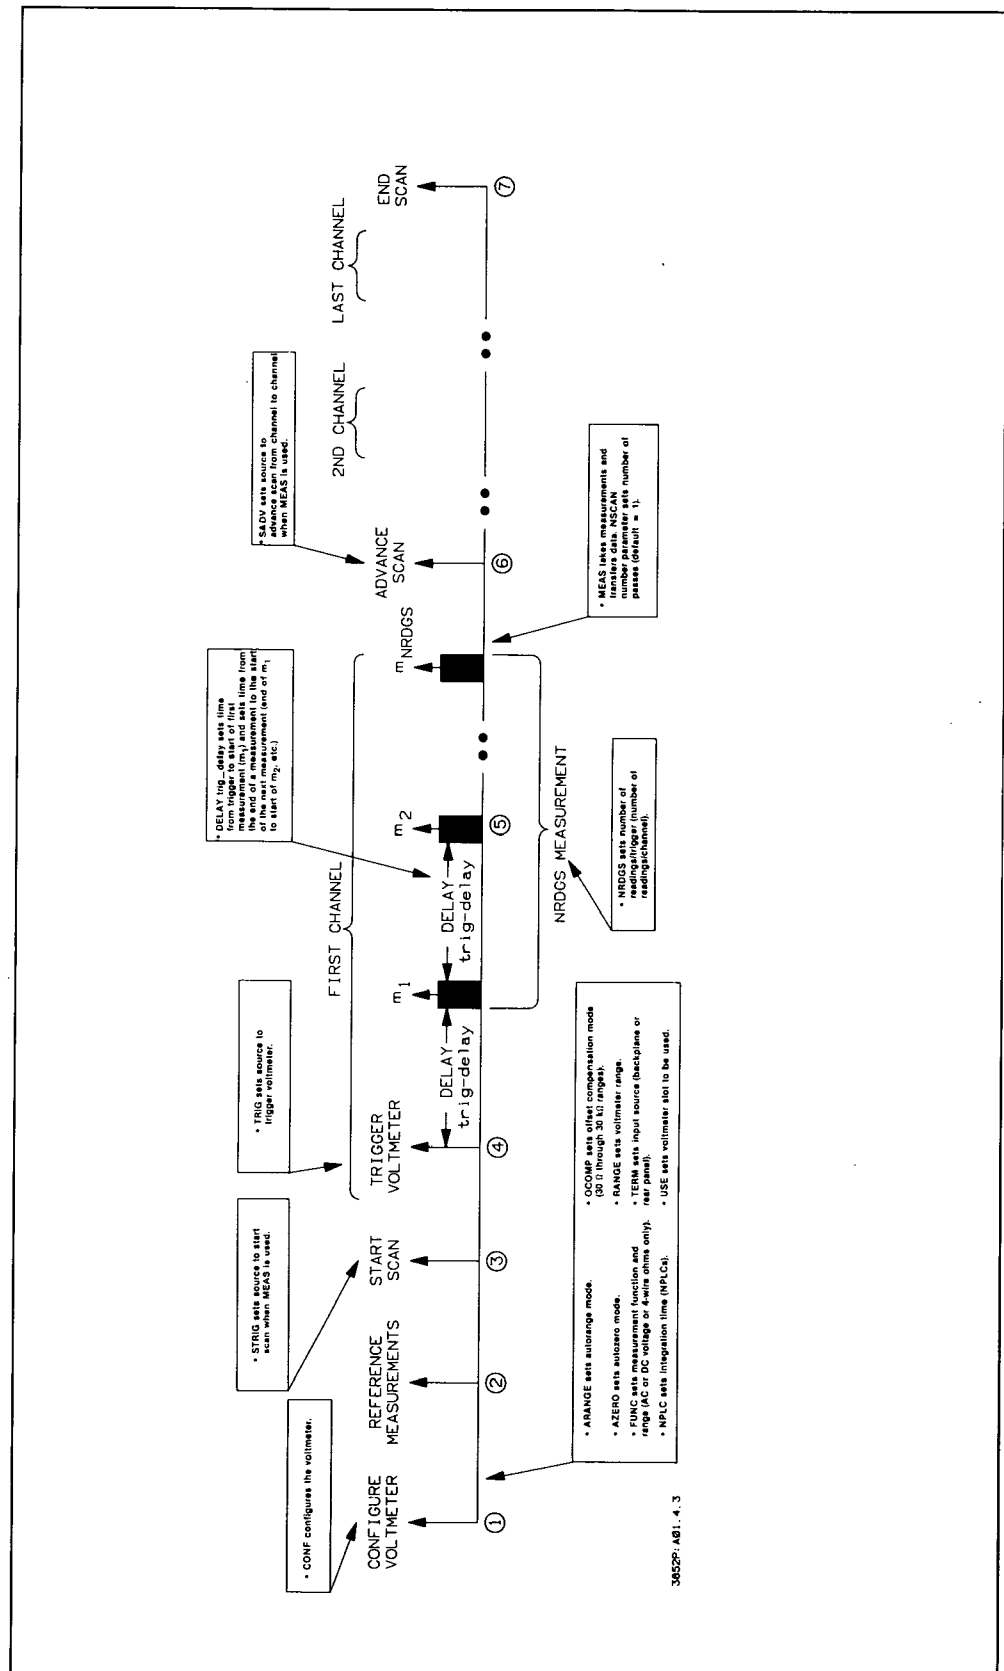 • CONF configures the voltmeter.
• STRIG sets source to start
scan when MEAS is used.
• TRIG sets source to
trigger voltmeter.
• DELAY trig_delay sets time
from trigger to start of first
measurement (m1) and sets time from
the end of a measurement to the start
of the next measurement (end of m1
to start of m2, etc.)
• SADV sets source to
advance scan from channel to channel
when MEAS is used.
FIRST CHANNEL
2ND CHANNEL
LAST CHANNEL
CONFIGURE
VOLTMETER
REFERENCE
MEASUREMENTS
START
SCAN
TRIGGER
VOLTMETER
m1
m2
mNRDGS
ADVANCE
SCAN
END
SCAN
DELAY
trig-delay
DELAY
trig-delay
1
2
3
4
5
6
7
NRDGS MEASUREMENT
• ARANGE sets autorange mode.
• AZERO sets autozero mode.
• FUNC sets measurement function and
range (AC or DC voltage or 4-wire ohms only).
• NPLC sets integration time (NPLCs).
• OCOMP sets offset compensation mode
(30 Ω through 30 kΩ ranges).
• RANGE sets voltmeter range.
• TERM sets input source (backplane or
rear panel).
• USE sets voltmeter slot to be used.
• NRDGS sets number of
readings/trigger (number of
readings/channel).
• MEAS takes measurements and
transfers data. NSCAN
number parameter sets number of
passes (default = 1).
3852P: A01.4.3